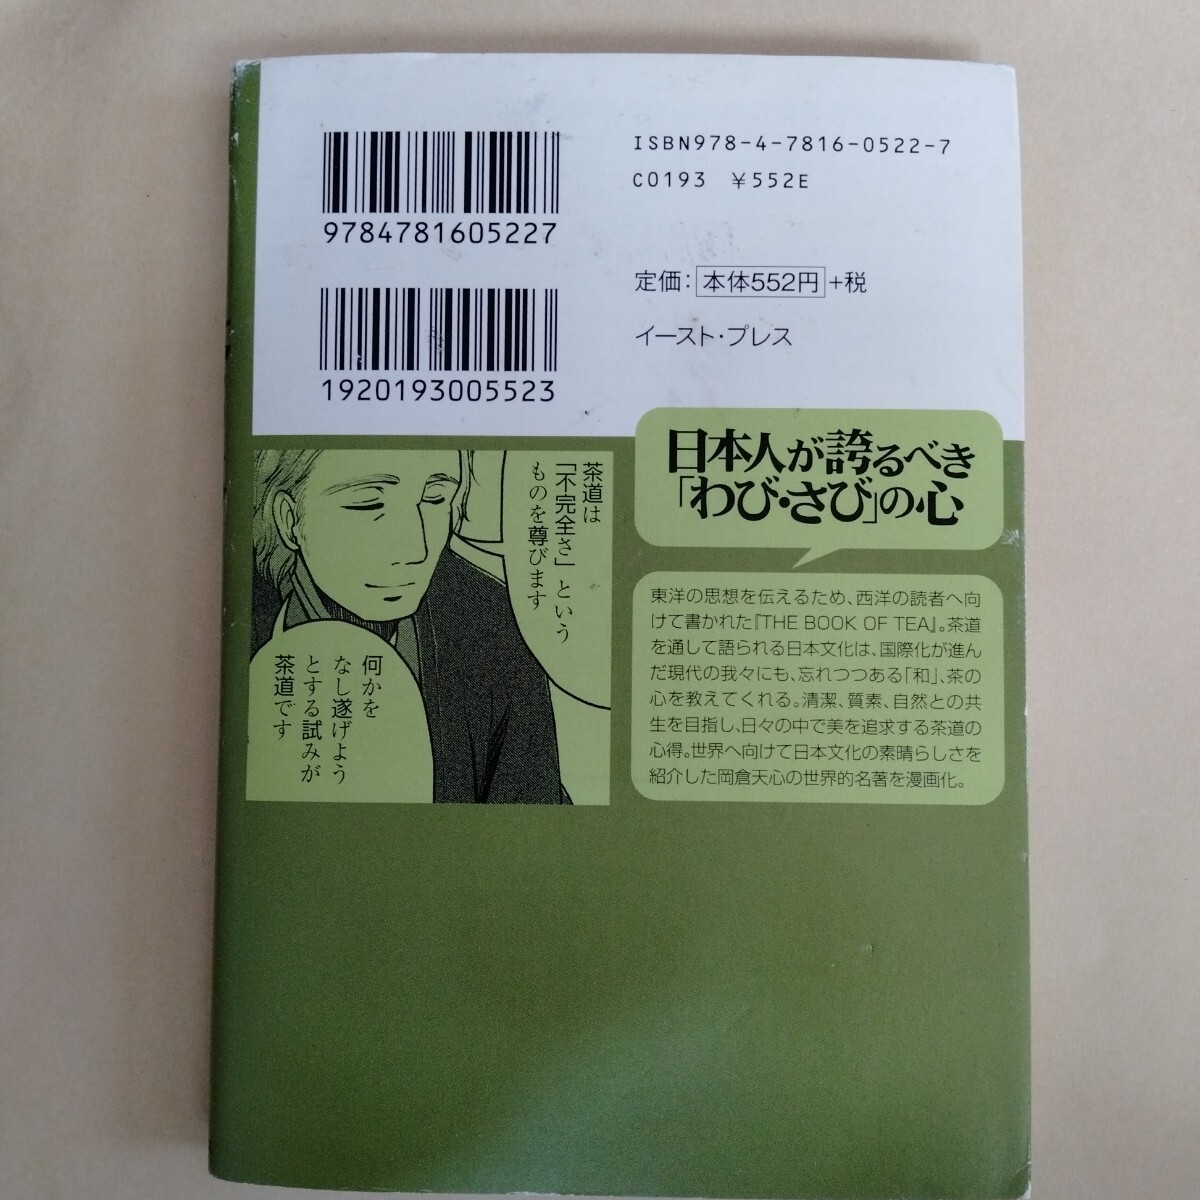 9784781605227
1920193005523
ISBN978-4-7816-0522-7
C0193 ¥552E
定価：本体552円+税
イースト・プレス
日本人が誇るべき
「わび・さび」の心
東洋の思想を伝えるため、西洋の読者へ向
けて書かれた『THE BOOK OF TEA』。茶道
を通して語られる日本文化は、国際化が進ん
だ現代の我々にも、忘れつつある「和」、茶の
心を教えてくれる。清潔、質素、自然との共
生を目指し、日々の中で美を追求する茶道の
心得。世界へ向けて日本文化の素晴らしさを
紹介した岡倉天心の世界的名著を漫画化。
茶道は
「不完全さ」という
ものを尊びます
何かを
なし遂げよう
とする試みが
茶道です